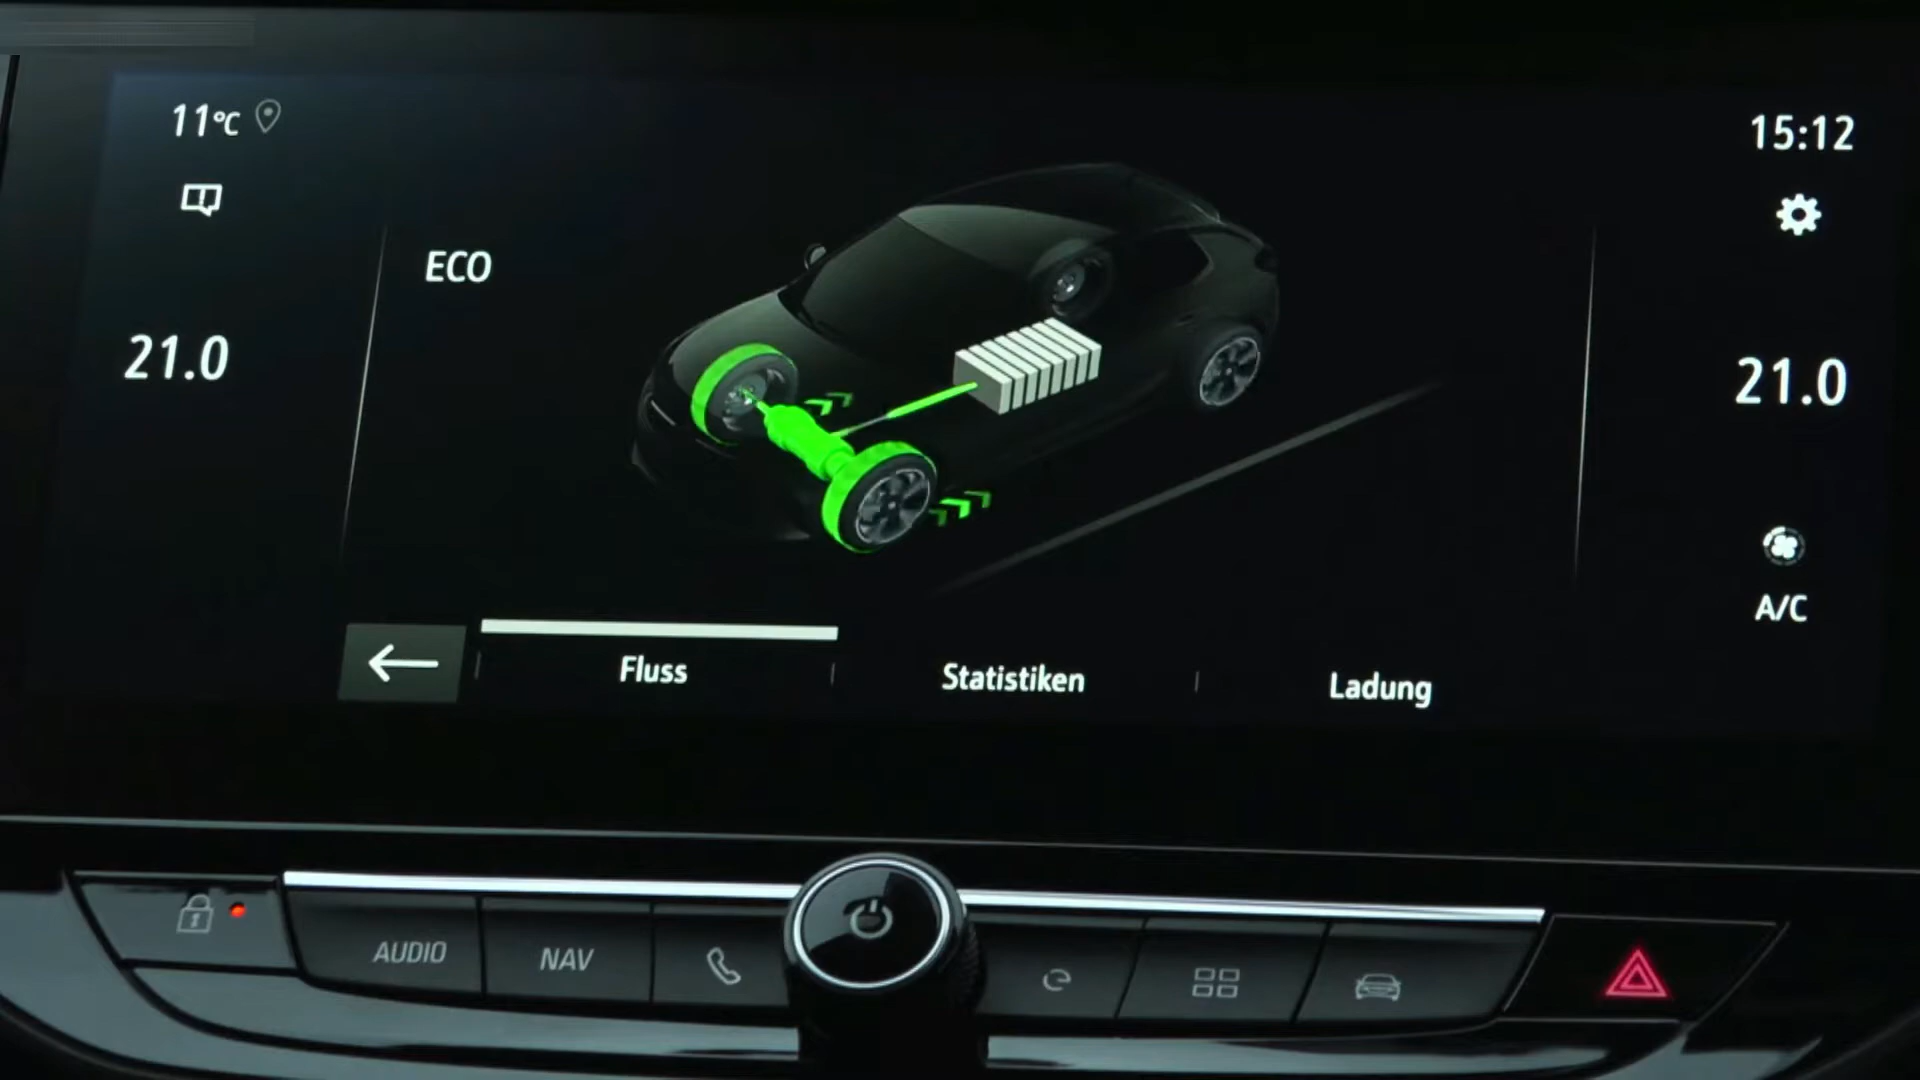 11°C
15:12
ECO
21.0
21.0
A/C
Fluss
Statistiken
Ladung
AUDIO
NAV